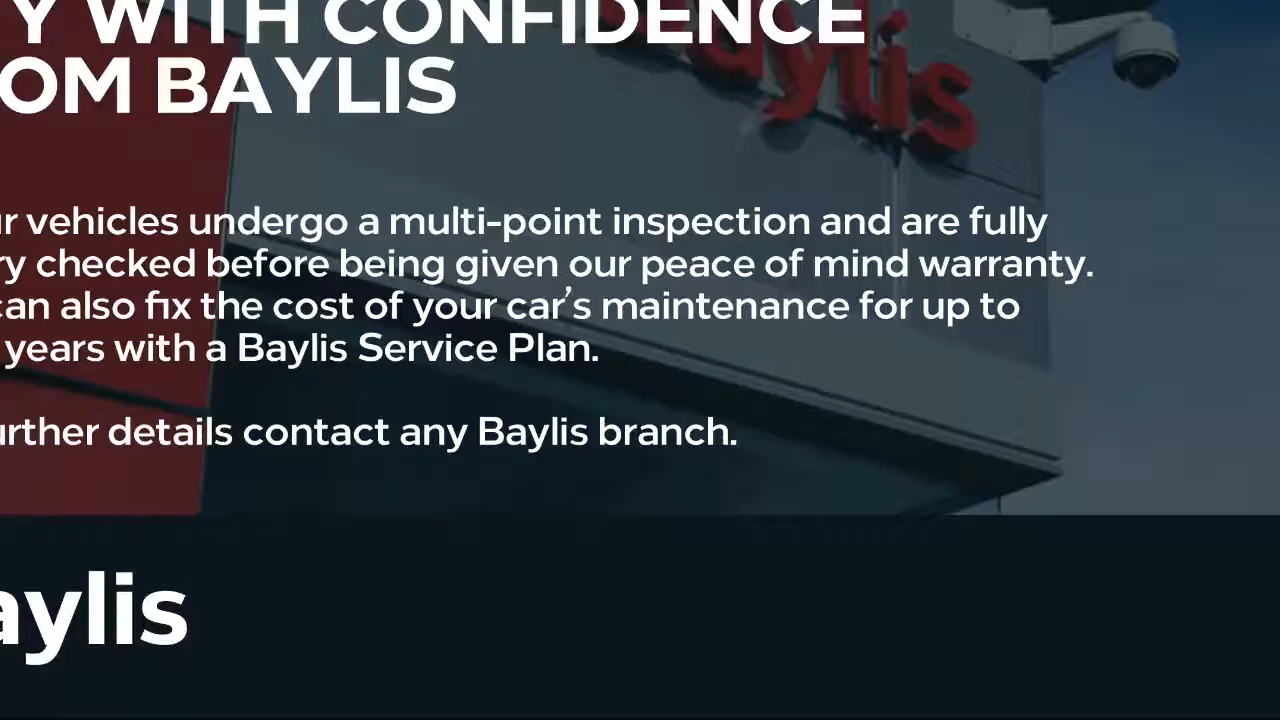 Y WITH CONFIDENCE
OM BAYLIS
aylis
r vehicles undergo a multi-point inspection and are fully
ry checked before being given our peace of mind warranty.
can also fix the cost of your car's maintenance for up to
years with a Baylis Service Plan.
urther details contact any Baylis branch.
aylis